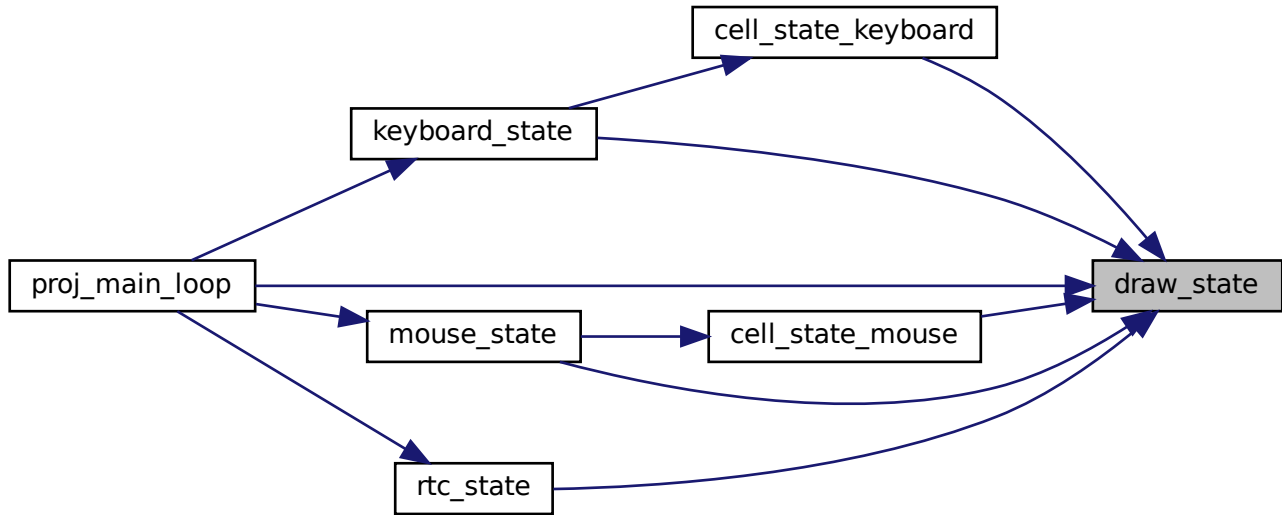 cell_state_keyboard
keyboard_state
proj_main_loop
draw_state
mouse_state
cell_state_mouse
rtc_state